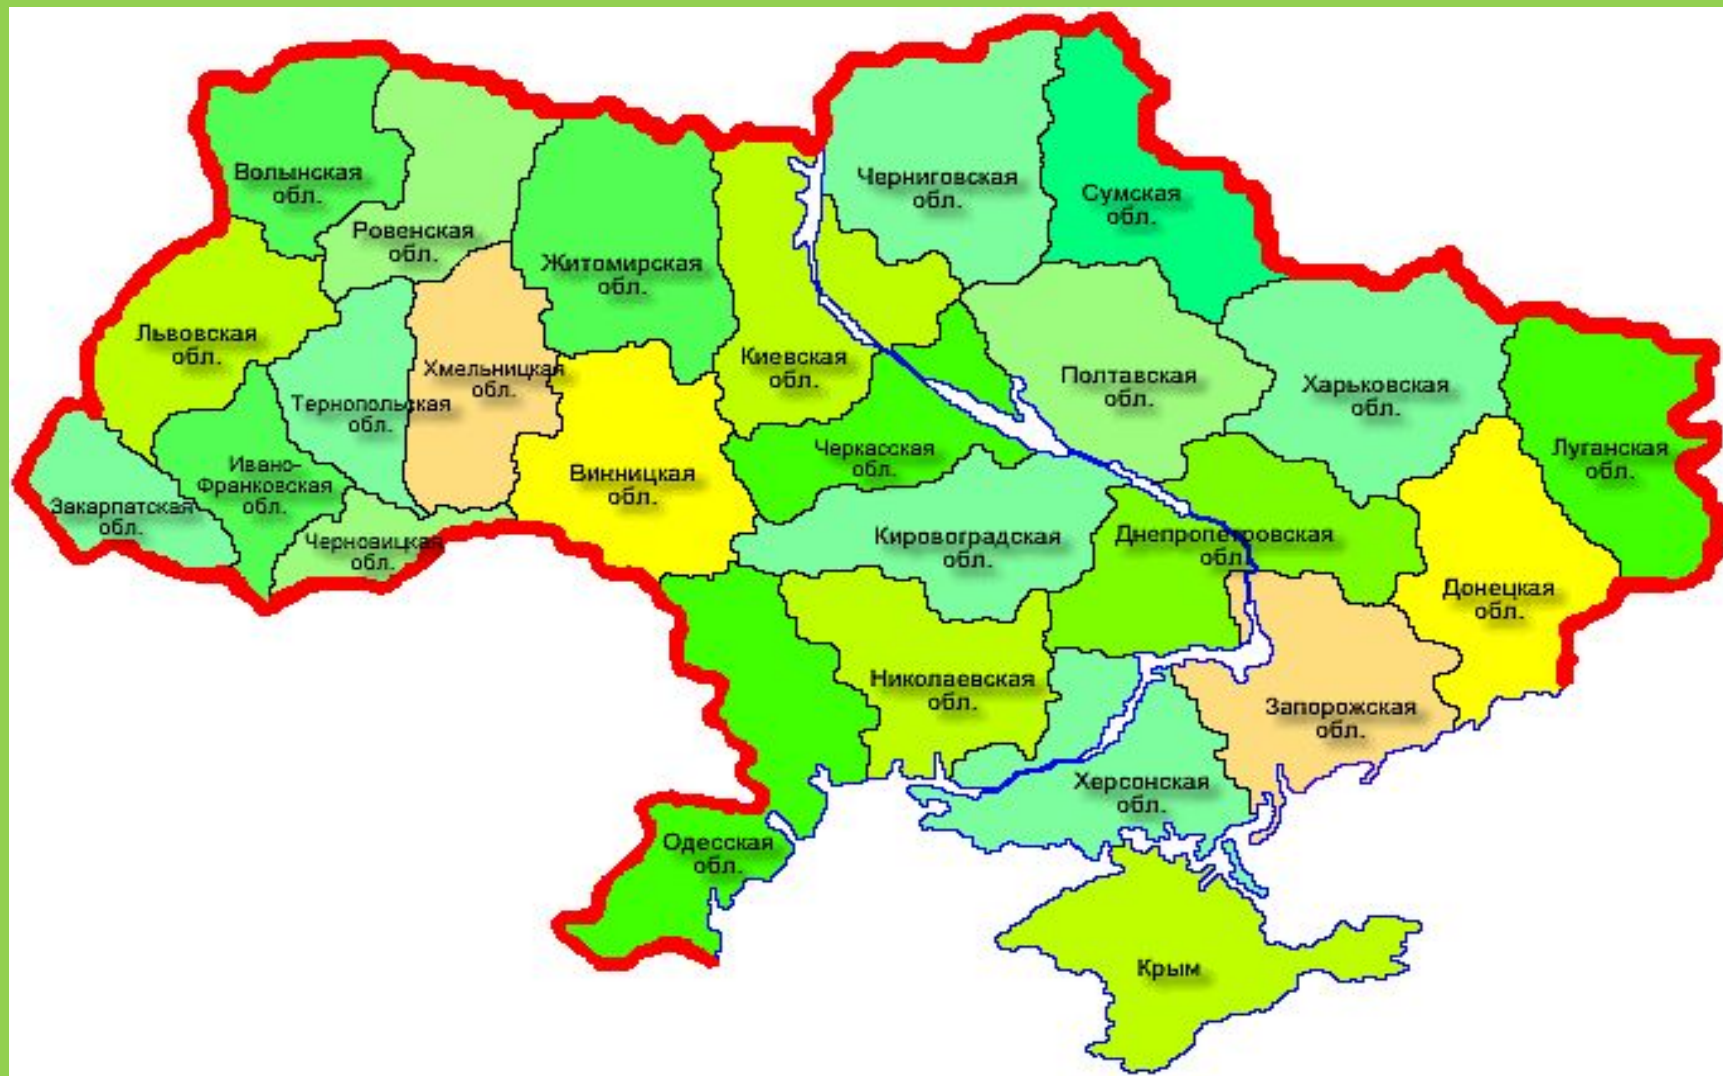 Волынская
обл.
Ровенская
обл.
Житомирская
обл.
Черниговская
обл.
Сумская
обл.
Львовская
обл.
Тернопольская
обл.
Хмельницкая
обл.
Киевская
обл.
Полтавская
обл.
Харьковская
обл.
Луганская
обл.
Закарпатская
обл.
Ивано-
Франковская
обл.
Черновицкая
обл.
Винницкая
обл.
Черкасская
обл.
Кировоградская
обл.
Днепропетровская
обл.
Донецкая
обл.
Николаевская
обл.
Запорожская
обл.
Херсонская
обл.
Одесская
обл.
Крым